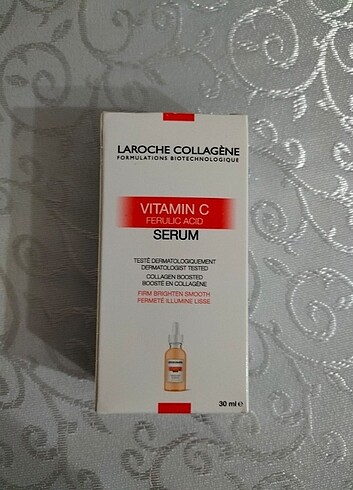 LAROCHE COLLAGÈNE
FORMULATIONS BIOTECHNOLOGIQUE
VITAMIN C
FERULIC ACID
SERUM
TESTÉ DERMATOLOGIQUEMENT
DERMATOLOGIST TESTED
COLLAGEN BOOSTED
BOOSTÉ EN COLLAGÈNE
FIRM BRIGHTEN SMOOTH
FERMETÉ ILLUMINE LISSE
30 ml e